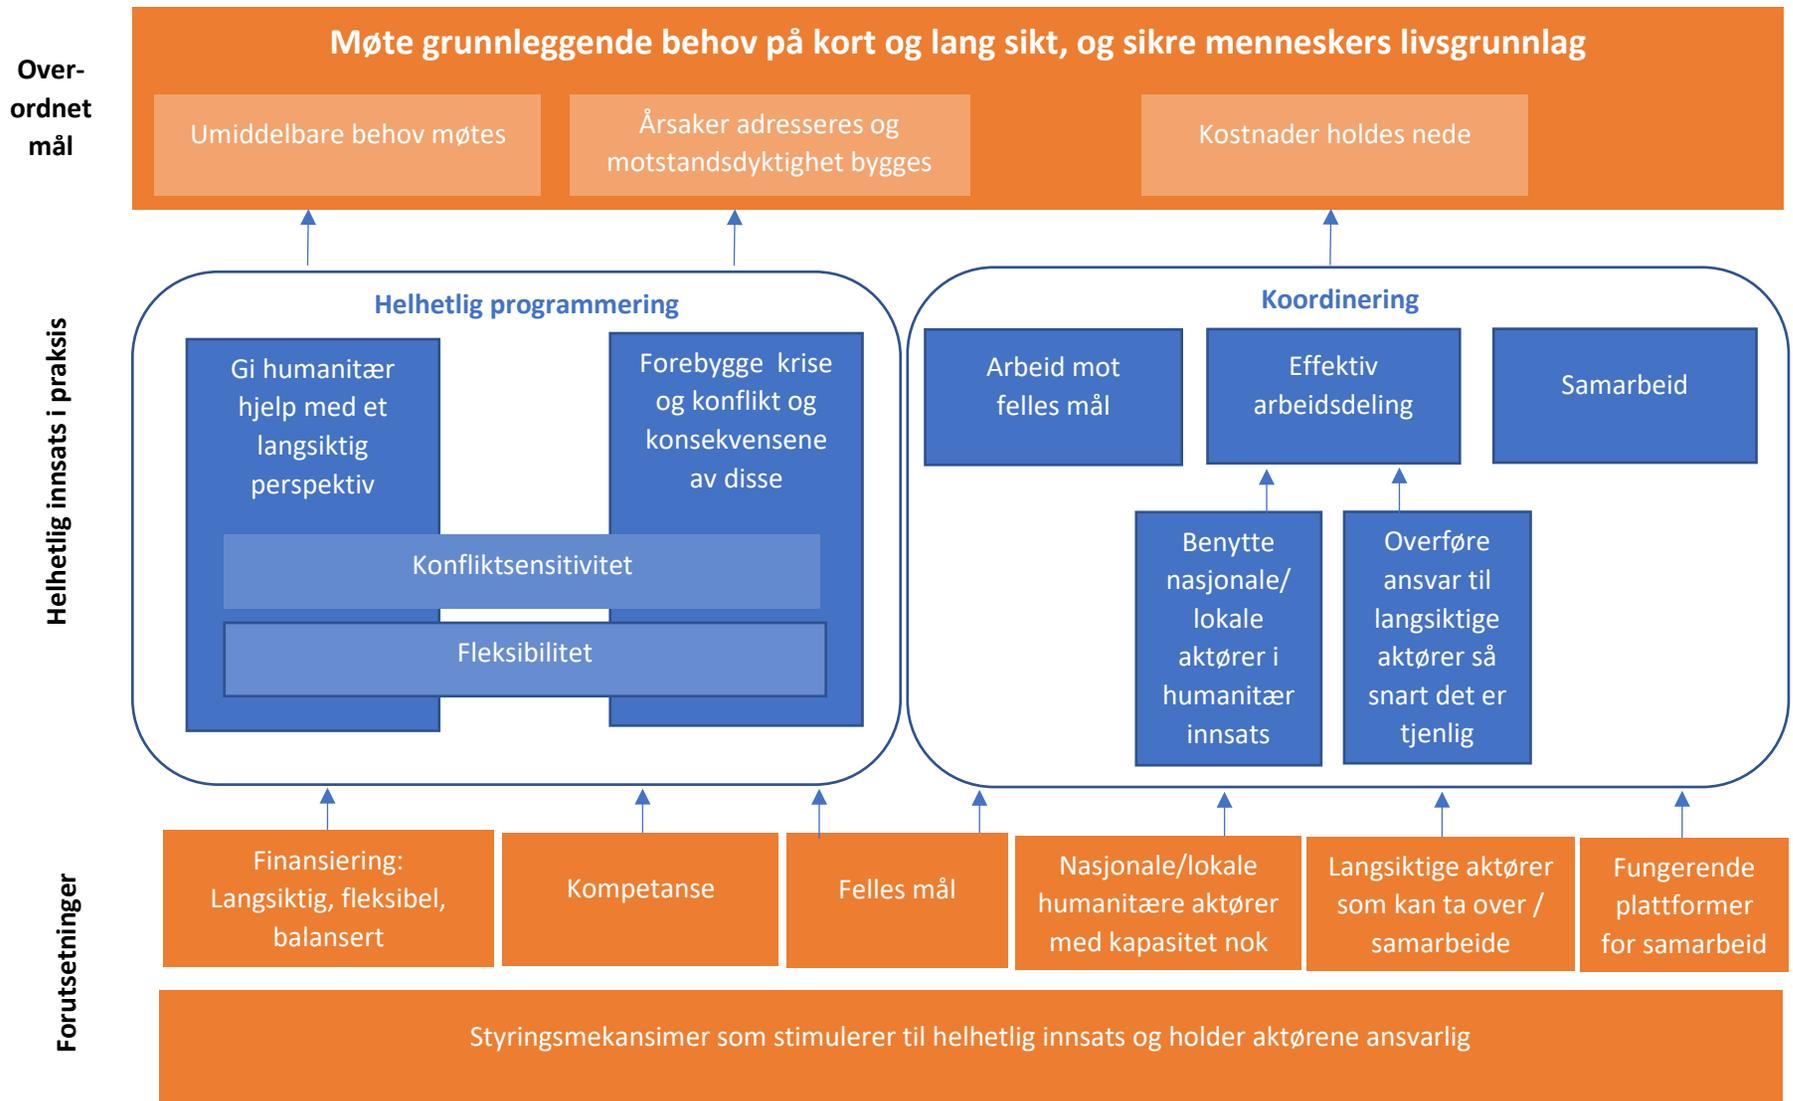 Over-
ordnet
mål
Møte grunnleggende behov på kort og lang sikt, og sikre menneskers livsgrunnlag
Umiddelbare behov møtes
Årsaker adresseres og
motstandsdyktighet bygges
Kostnader holdes nede
Helhetlig innsats i praksis
Helhetlig programmering
Gi humanitær
hjelp med et
langsiktig
perspektiv
Forebygge  krise
og konflikt og
konsekvensene
av disse
Konfliktsensitivitet
Fleksibilitet
Koordinering
Arbeid mot
felles mål
Effektiv
arbeidsdeling
Samarbeid
Benytte
nasjonale/
lokale
aktører i
humanitær
innsats
Overføre
ansvar til
langsiktige
aktører så
snart det er
tjenlig
Forutsetninger
Finansiering:
Langsiktig, fleksibel,
balansert
Kompetanse
Felles mål
Nasjonale/lokale
humanitære aktører
med kapasitet nok
Langsiktige aktører
som kan ta over /
samarbeide
Fungerende
plattformer
for samarbeid
Styringsmekansimer som stimulerer til helhetlig innsats og holder aktørene ansvarlig